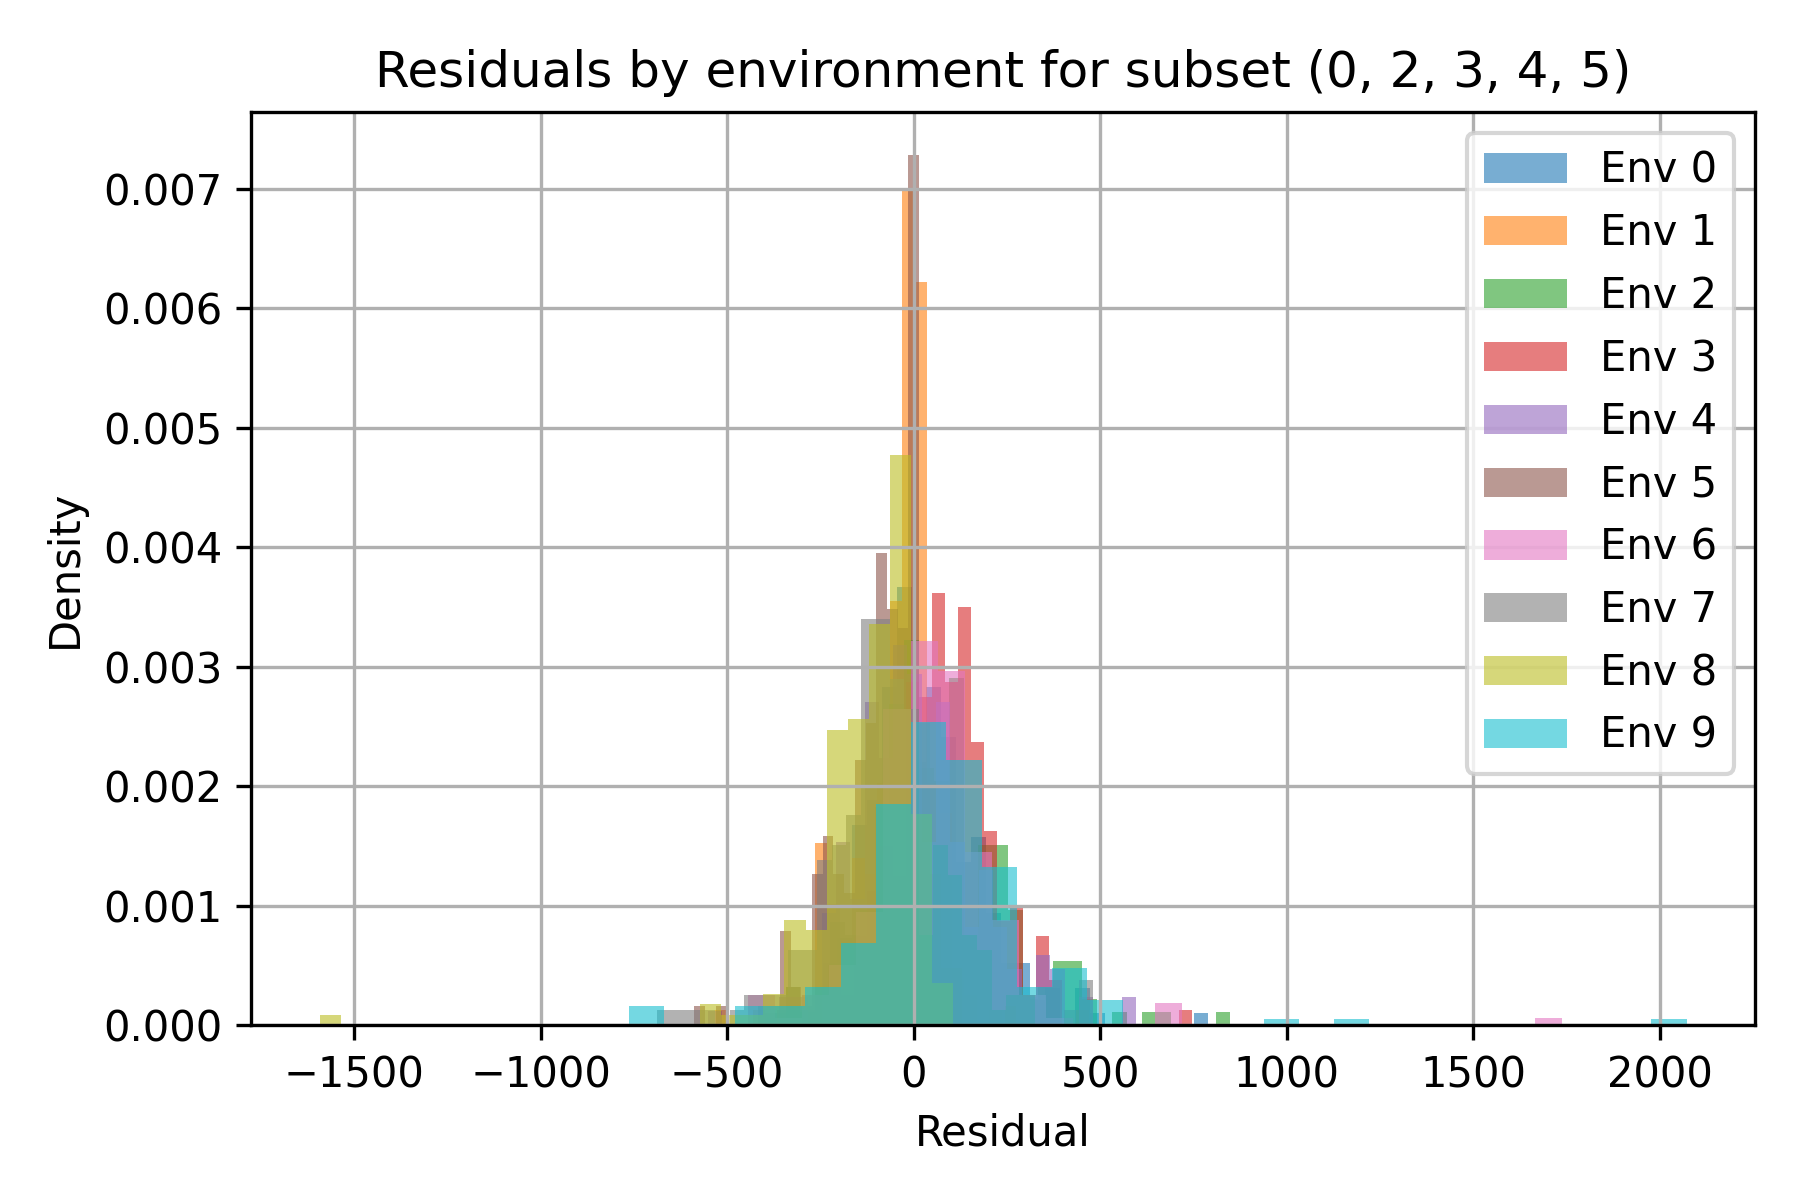 Residuals by environment for subset (0, 2, 3, 4, 5)
Density
0.007
0.006
0.005
0.004
0.003
0.002
0.001
0.000
Env 0
Env 1
Env 2
Env 3
Env 4
Env 5
Env 6
Env 7
Env 8
Env 9
−1500 −1000 −500 0 500 1000 1500 2000
Residual